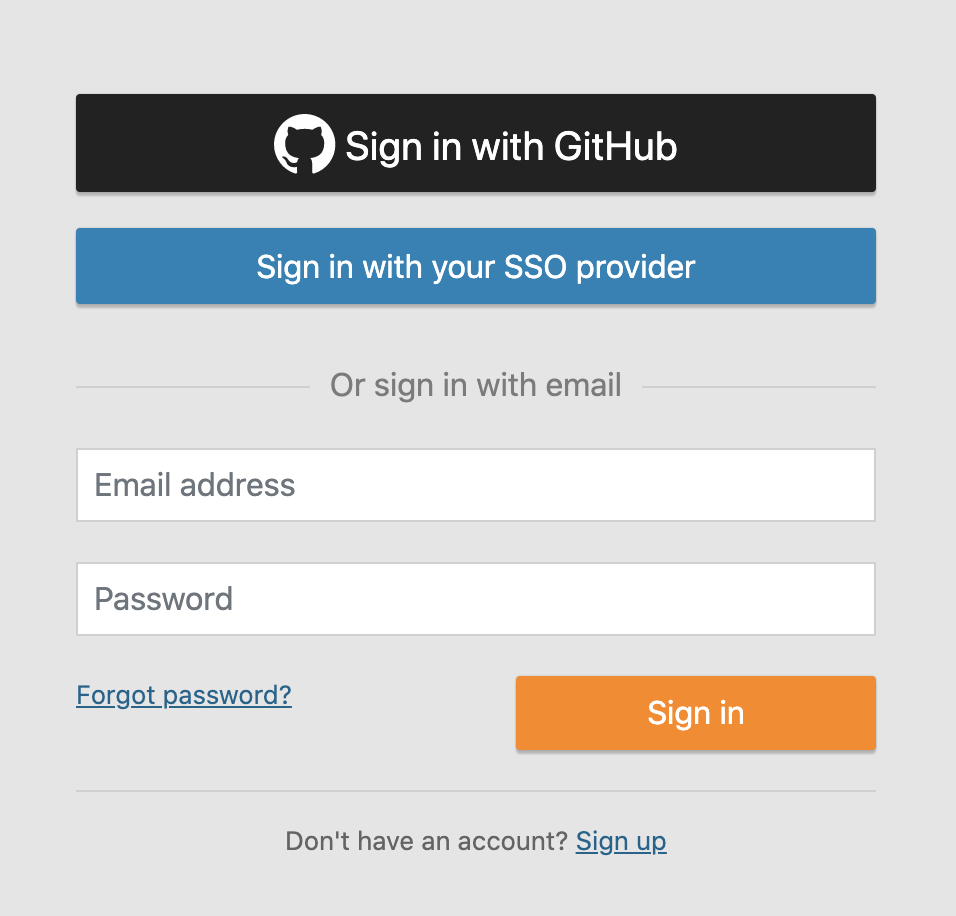 Sign in with GitHub
Sign in with your SSO provider
Or sign in with email
Email address
Password
Forgot password?
Sign in
Don't have an account? Sign up